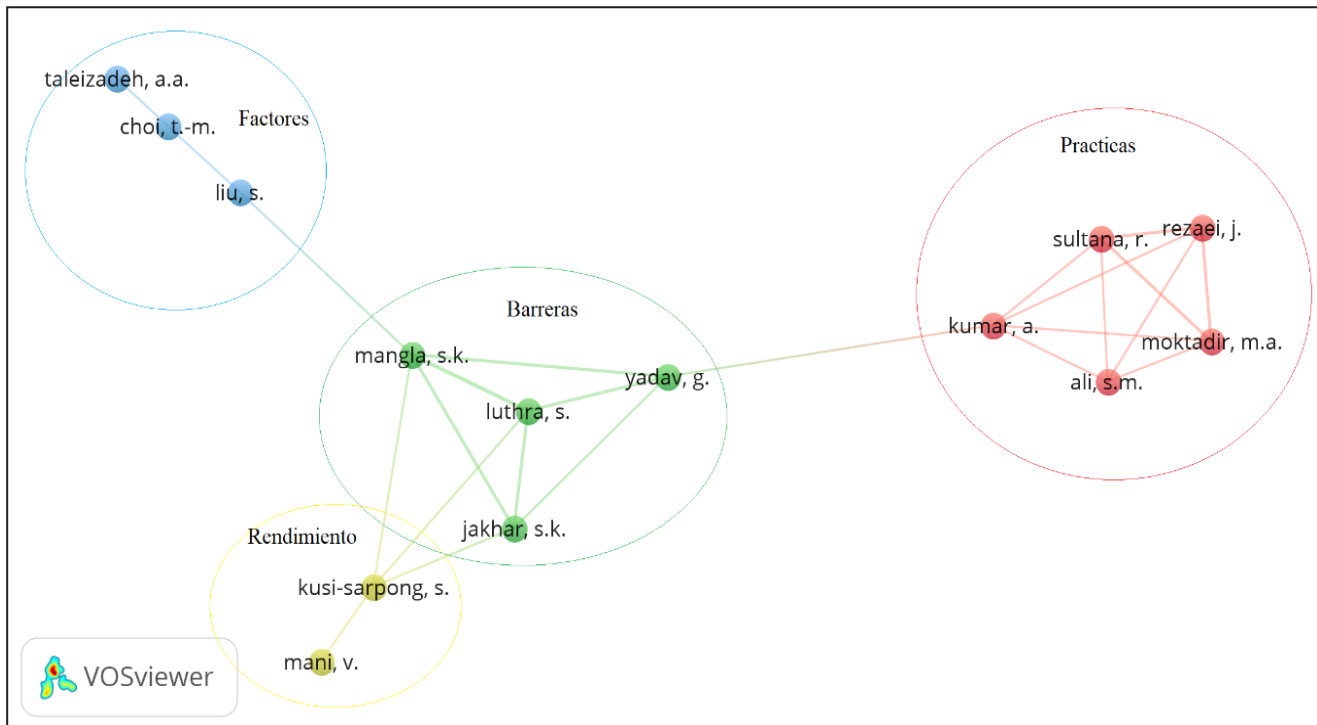 taleizadeh, a.a.
Factores
choi, t.-m.
liu, s.
Practicas
rezaei, j.
sultana, r.
kumar, a.
moktadir, m.a.
ali, s.m.
Barreras
mangla, s.k.
yadav, g.
luthra, s.
jakhar, s.k.
Rendimiento
kusi-sarpong, s.
mani, v.
VOSviewer